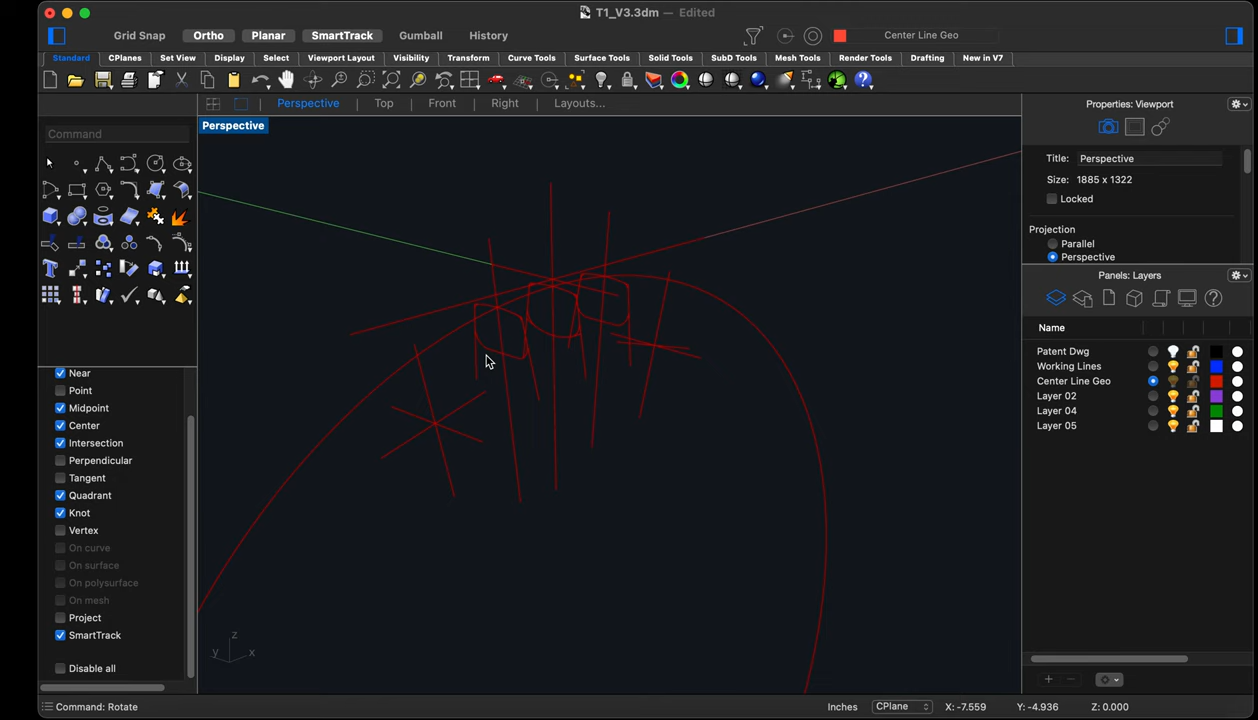 T1_V3.3dm — Edited
Grid Snap Ortho Planar SmartTrack Gumball History Center Line Geo
Standard CPlanes Set View Display Select Viewport Layout Visibility Transform Curve Tools Surface Tools Solid Tools SubD Tools Mesh Tools Render Tools Drafting New in V7
Perspective Top Front Right Layouts...
Perspective
Command
Near
Point
Midpoint
Center
Intersection
Perpendicular
Tangent
Quadrant
Knot
Vertex
On curve
On surface
On polysurface
On mesh
Project
SmartTrack
Disable all
z
y x
Properties: Viewport
Title: Perspective
Size: 1885 x 1322
Locked
Projection
Parallel
Perspective
Panels: Layers
Name
Patent Dwg
Working Lines
Center Line Geo
Layer 02
Layer 04
Layer 05
Command: Rotate Inches CPlane X: -7.559 Y: -4.936 Z: 0.000